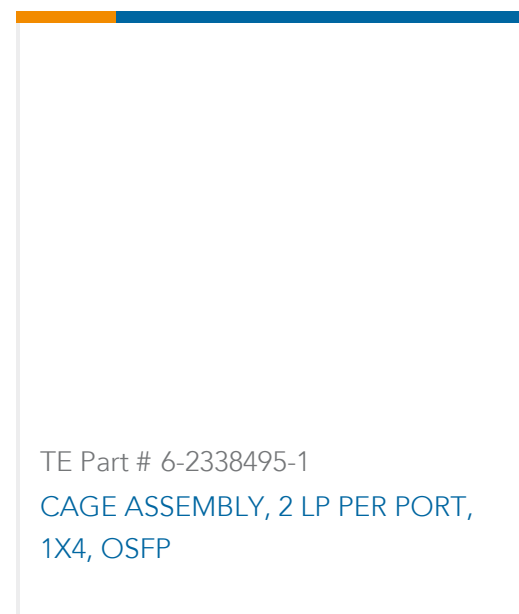 TE Part # 6-2338495-1
CAGE ASSEMBLY, 2 LP PER PORT,
1X4, OSFP